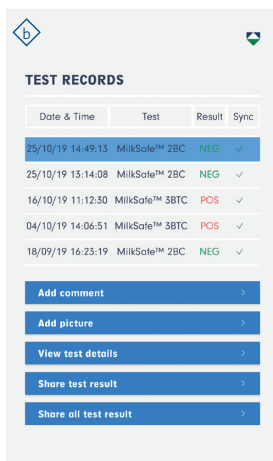 b
TEST RECORDS
Date & Time Test Result Sync
25/10/19 14:49:13 MilkSafe™ 2BC NEG ✓
25/10/19 13:14:08 MilkSafe™ 2BC NEG ✓
16/10/19 11:12:30 MilkSafe™ 3BTC POS ✓
04/10/19 14:06:51 MilkSafe™ 3BTC POS ✓
18/09/19 16:23:19 MilkSafe™ 2BC NEG ✓
Add comment >
Add picture >
View test details >
Share test result >
Share all test result >